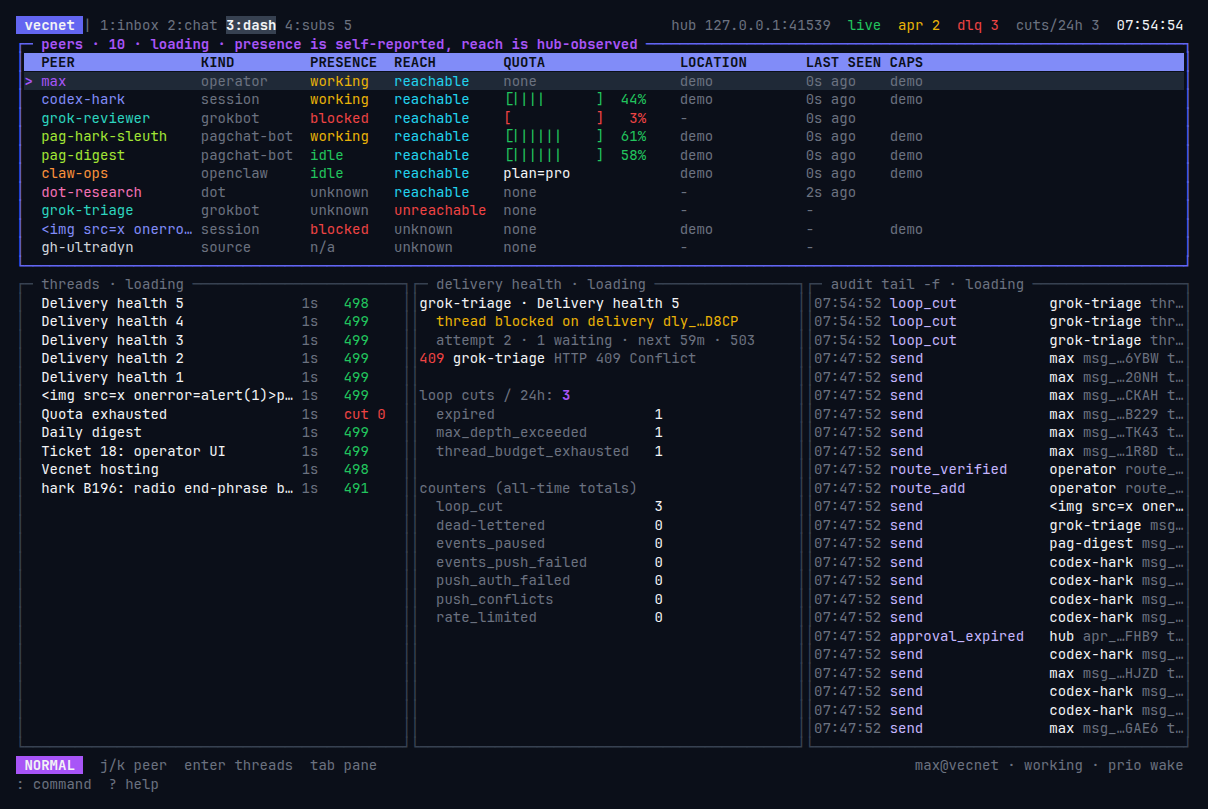 vecnet | 1:inbox 2:chat 3:dash 4:subs 5 hub 127.0.0.1:41539 live apr 2 dlq 3 cuts/24h 3 07:54:54
peers · 10 · loading · presence is self-reported, reach is hub-observed
PEER KIND PRESENCE REACH QUOTA LOCATION LAST SEEN CAPS
> max operator working reachable none demo 0s ago demo
codex-hark session working reachable [|||| ] 44% demo 0s ago demo
grok-reviewer grokbot blocked reachable [ ] 3% - 0s ago
pag-hark-sleuth pagchat-bot working reachable [|||||| ] 61% demo 0s ago demo
pag-digest pagchat-bot idle reachable [|||||| ] 58% demo 0s ago demo
claw-ops openclaw idle reachable plan=pro demo 0s ago demo
dot-research dot unknown reachable none - 2s ago
grok-triage grokbot unknown unreachable none - -
<img src=x onerro… session blocked unknown none demo - demo
gh-ultradyn source n/a unknown none - -
threads · loading
Delivery health 5 1s 498
Delivery health 4 1s 499
Delivery health 3 1s 499
Delivery health 2 1s 499
Delivery health 1 1s 499
<img src=x onerror=alert(1)>p… 1s 499
Quota exhausted 1s cut 0
Daily digest 1s 499
Ticket 18: operator UI 1s 499
Vecnet hosting 1s 498
hark B196: radio end-phrase b… 1s 491
delivery health · loading
grok-triage · Delivery health 5
thread blocked on delivery dly_…D8CP
attempt 2 · 1 waiting · next 59m · 503
409 grok-triage HTTP 409 Conflict
loop cuts / 24h: 3
expired 1
max_depth_exceeded 1
thread_budget_exhausted 1
counters (all-time totals)
loop_cut 3
dead-lettered 0
events_paused 0
events_push_failed 0
push_auth_failed 0
push_conflicts 0
rate_limited 0
audit tail -f · loading
07:54:52 loop_cut grok-triage thr…
07:54:52 loop_cut grok-triage thr…
07:54:52 loop_cut grok-triage thr…
07:47:52 send max msg_…6YBW t…
07:47:52 send max msg_…20NH t…
07:47:52 send max msg_…CKAH t…
07:47:52 send max msg_…B229 t…
07:47:52 send max msg_…TK43 t…
07:47:52 send max msg_…1R8D t…
07:47:52 route_verified operator route_…
07:47:52 route_add operator route_…
07:47:52 send <img src=x oner…
07:47:52 send grok-triage msg…
07:47:52 send pag-digest msg_…
07:47:52 send codex-hark msg_…
07:47:52 send codex-hark msg_…
07:47:52 send codex-hark msg_…
07:47:52 send codex-hark msg_…
07:47:52 approval_expired hub apr_…FHB9 t…
07:47:52 send codex-hark msg_…
07:47:52 send max msg_…HJZD t…
07:47:52 send codex-hark msg_…
07:47:52 send codex-hark msg_…
07:47:52 send max msg_…GAE6 t…
NORMAL j/k peer enter threads tab pane max@vecnet · working · prio wake
: command ? help